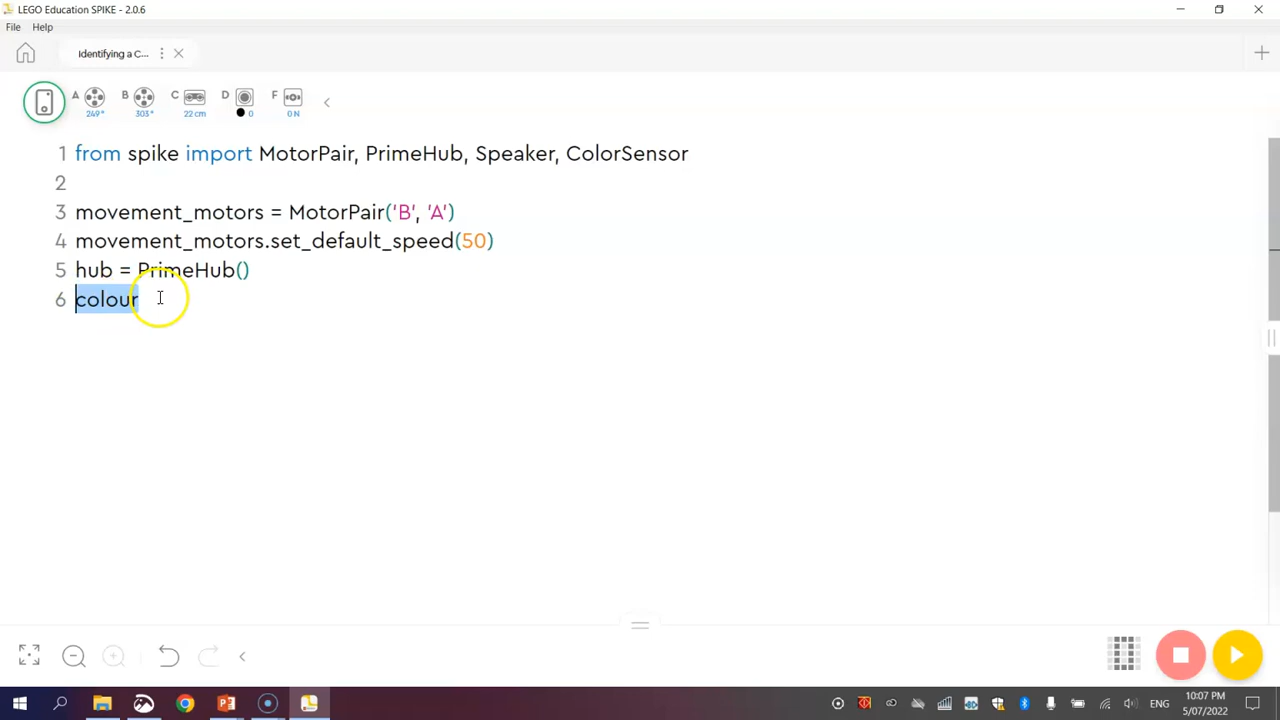 LEGO Education SPIKE - 2.0.6
File Help
Identifying a C...
A B C D F
249° 303° 22 cm 0 0 N
1 from spike import MotorPair, PrimeHub, Speaker, ColorSensor
2
3 movement_motors = MotorPair('B', 'A')
4 movement_motors.set_default_speed(50)
5 hub = PrimeHub()
6 colour
10:07 PM
ENG
5/07/2022